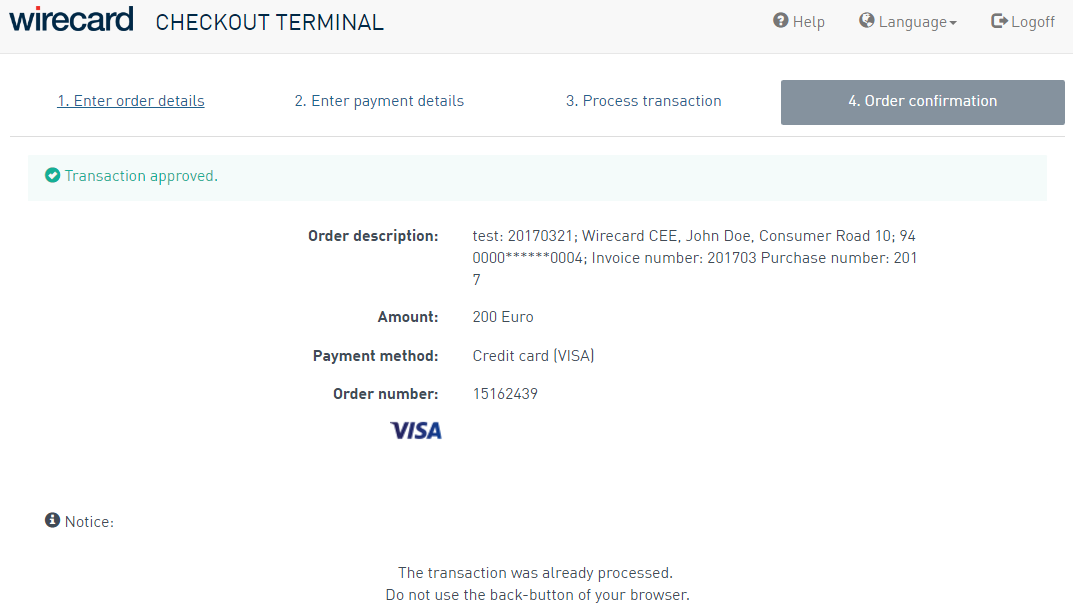 wirecard CHECKOUT TERMINAL Help Language Logoff
1. Enter order details 2. Enter payment details 3. Process transaction 4. Order confirmation
Transaction approved.
Order description: test: 20170321; Wirecard CEE, John Doe, Consumer Road 10; 94
0000******0004; Invoice number: 201703 Purchase number: 201
7
Amount: 200 Euro
Payment method: Credit card (VISA)
Order number: 15162439
VISA
Notice:
The transaction was already processed.
Do not use the back-button of your browser.